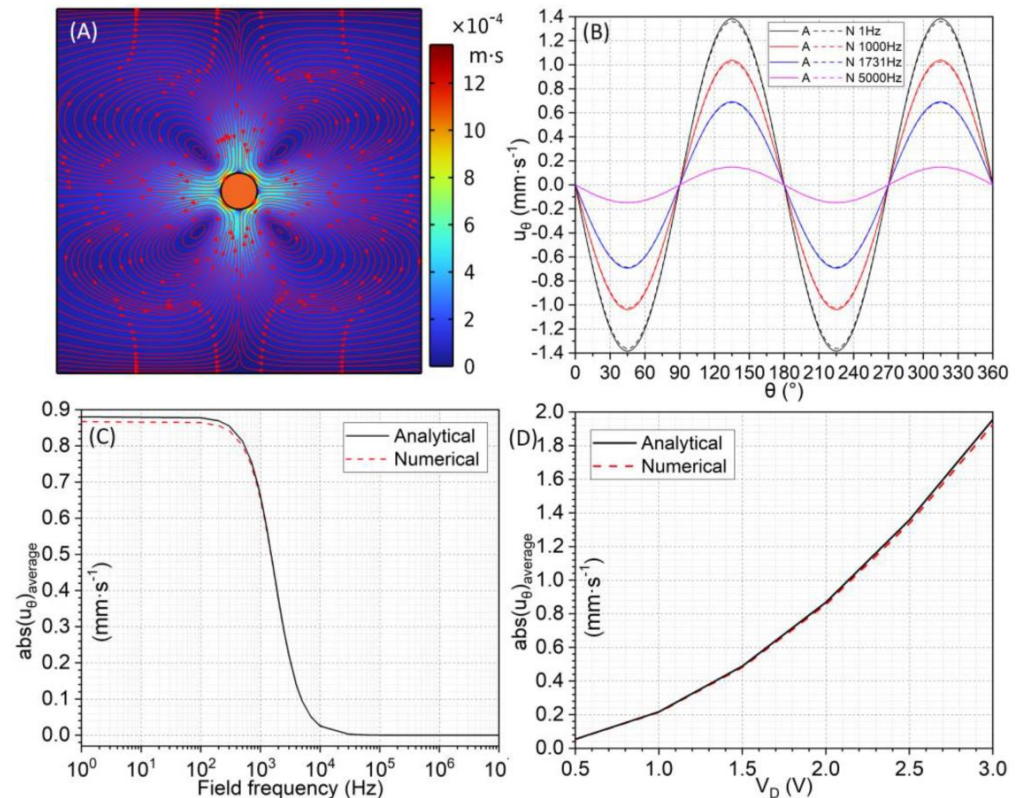 (A)
×10⁻⁴
m·s
12
10
8
6
4
2
0
(B)
A N 1Hz
A N 1000Hz
A N 1731Hz
A N 5000Hz
1.4
1.2
1.0
0.8
0.6
0.4
0.2
0.0
-0.2
-0.4
-0.6
-0.8
-1.0
-1.2
-1.4
uθ (mm·s⁻¹)
0 30 60 90 120 150 180 210 240 270 300 330 360
θ (°)
(C)
Analytical
Numerical
0.9
0.8
0.7
0.6
0.5
0.4
0.3
0.2
0.1
0.0
abs(uθ)average
(mm·s⁻¹)
10⁰ 10¹ 10² 10³ 10⁴ 10⁵ 10⁶ 10⁷
Field frequency (Hz)
(D)
Analytical
Numerical
2.0
1.8
1.6
1.4
1.2
1.0
0.8
0.6
0.4
0.2
0.0
abs(uθ)average
(mm·s⁻¹)
0.5 1.0 1.5 2.0 2.5 3.0
V_D (V)